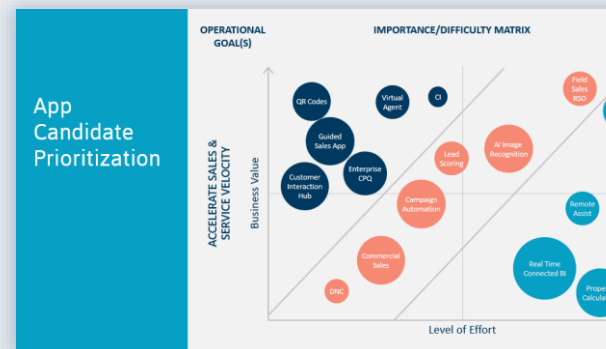 App
Candidate
Prioritization
OPERATIONAL
GOAL(S)
IMPORTANCE/DIFFICULTY MATRIX
ACCELERATE SALES &
SERVICE VELOCITY
Business Value
QR Codes
Virtual
Agent
CI
Field
Sales
RSO
Guided
Sales App
Lead
Scoring
AI Image
Recognition
Enterprise
CPQ
Customer
Interaction
Hub
Campaign
Automation
Remote
Assist
Commercial
Sales
Real Time
Connected BI
DNC
Level of Effort